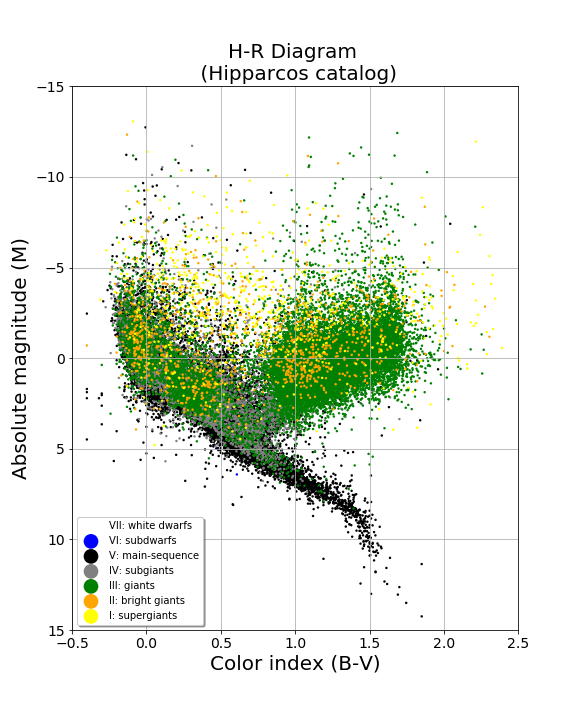 H-R Diagram
(Hipparcos catalog)
−15
−10
−5
0
5
10
15
Absolute magnitude (M)
VII: white dwarfs
VI: subdwarfs
V: main-sequence
IV: subgiants
III: giants
II: bright giants
I: supergiants
−0.5 0.0 0.5 1.0 1.5 2.0 2.5
Color index (B-V)